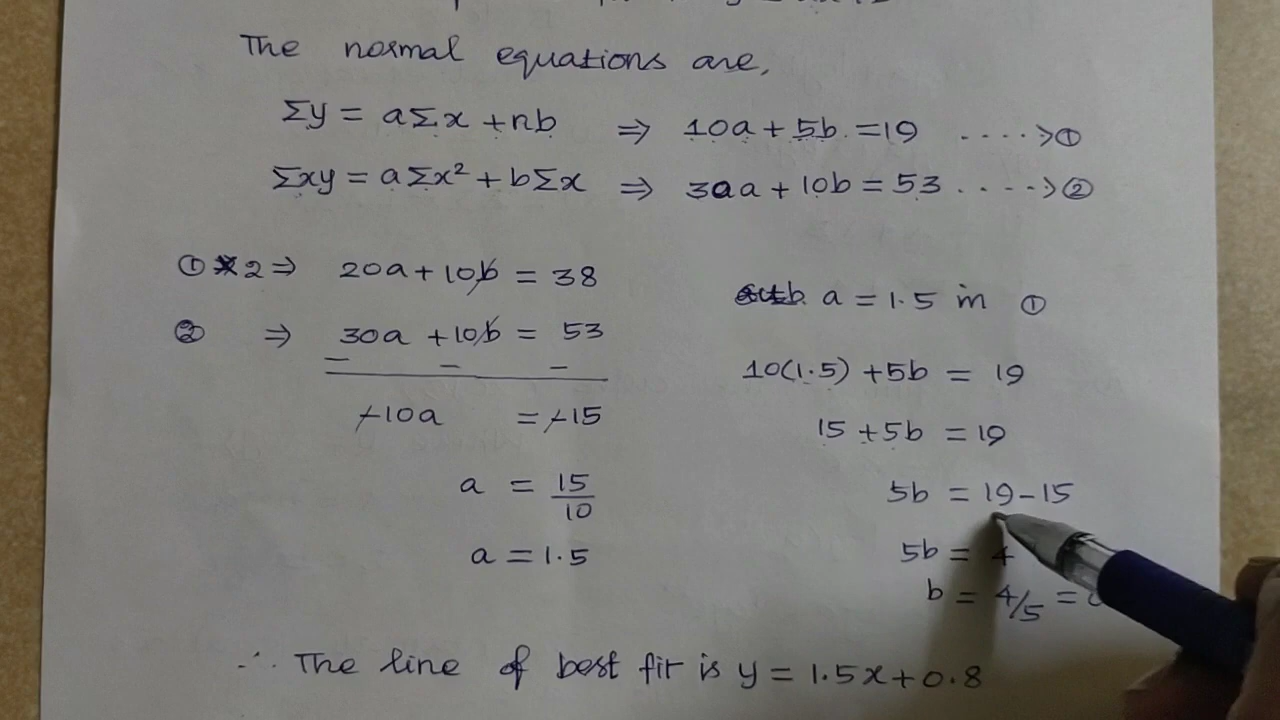 The normal equations are,
Σy = aΣx + nb ⇒ 10a + 5b = 19 ....>①
Σxy = aΣx² + bΣx ⇒ 30a + 10b = 53 ....>②
① × 2 ⇒ 20a + 10b = 38
② ⇒ 30a + 10b = 53
− − −
-10a = -15
a = 15/10
a = 1.5
sub. a = 1.5 in ①
10(1.5) + 5b = 19
15 + 5b = 19
5b = 19 - 15
5b = 4
b = 4/5 =
∴ The line of best fit is y = 1.5x + 0.8